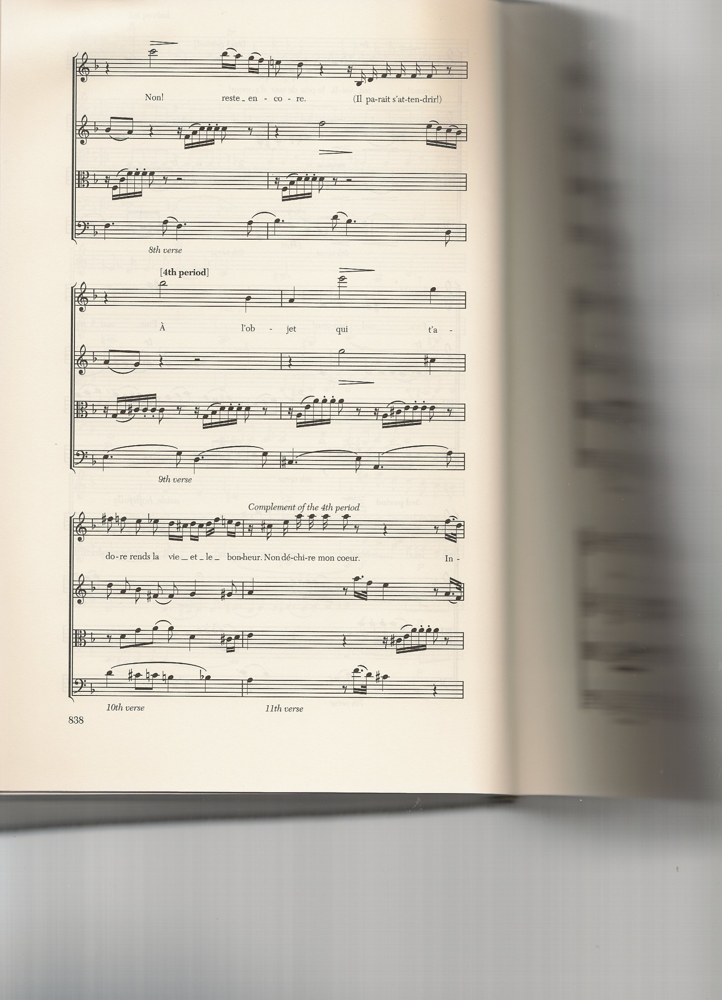 Non! reste _ en - co - re. (Il pa-rait s'at-ten-drir!)
8th verse
[4th period]
À l'ob - jet qui t'a -
9th verse
Complement of the 4th period
do-re rends la vie _ et _ le _ bon-heur. Non dé-chi-re mon coeur. In -
10th verse 11th verse
838